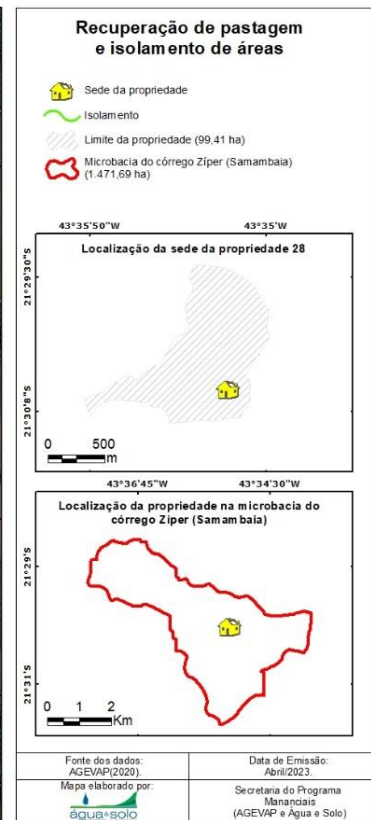 Recuperação de pastagem
e isolamento de áreas
Sede da propriedade
Isolamento
Limite da propriedade (99,41 ha)
Microbacia do córrego Zíper (Samambaia)
(1.471,69 ha)
43°35'50"W 43°35'W
Localização da sede da propriedade 28
21°29'30"S
21°30'8"S
0 500
m
43°36'45"W 43°34'30"W
Localização da propriedade na microbacia do
córrego Zíper (Samambaia)
21°29'S
21°31'S
0 1 2
Km
Fonte dos dados:
AGEVAP(2020).
Data de Emissão:
Abril/2023.
Mapa elaborado por:
água e solo
Secretaria do Programa
Mananciais
(AGEVAP e Água e Solo)